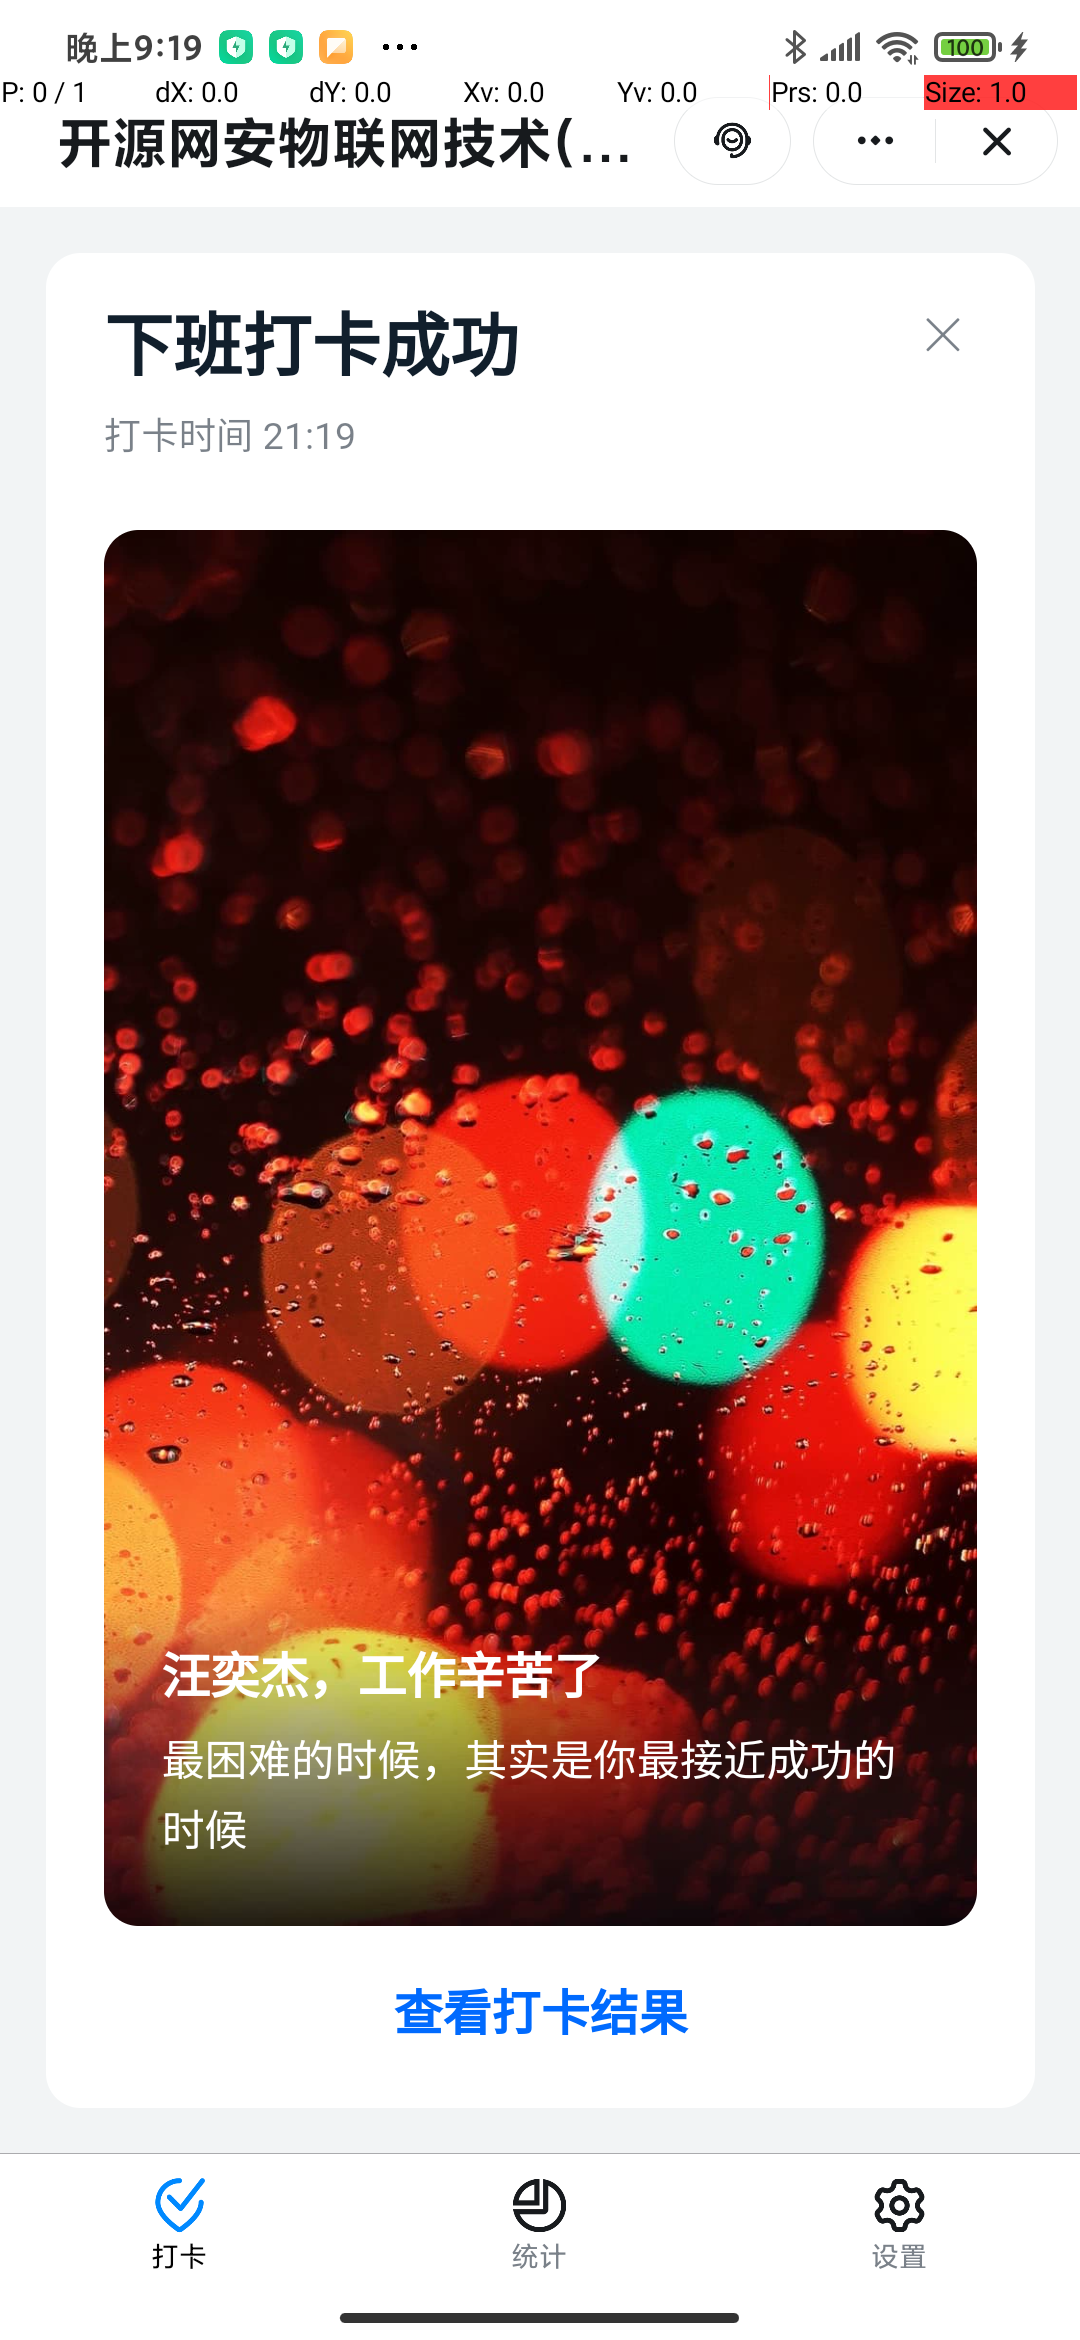 晚上9:19
100
P: 0 / 1 dX: 0.0 dY: 0.0 Xv: 0.0 Yv: 0.0 Prs: 0.0 Size: 1.0
开源网安物联网技术(...
下班打卡成功
打卡时间 21:19
汪奕杰，工作辛苦了
最困难的时候，其实是你最接近成功的
时候
查看打卡结果
打卡 统计 设置